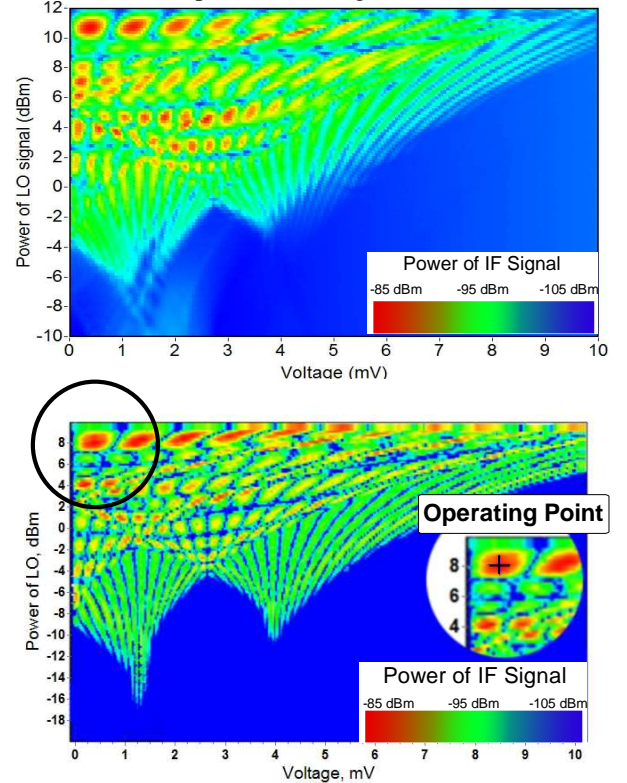 12
10
8
6
4
2
0
-2
-4
-6
-8
-10
Power of LO signal (dBm)
Power of IF Signal
-85 dBm -95 dBm -105 dBm
0 1 2 3 4 5 6 7 8 9 10
Voltage (mV)
8
6
4
2
0
-2
-4
-6
-8
-10
-12
-14
-16
-18
Power of LO, dBm
Operating Point
8
6
4
Power of IF Signal
-85 dBm -95 dBm -105 dBm
0 1 2 3 4 5 6 7 8 9 10
Voltage, mV